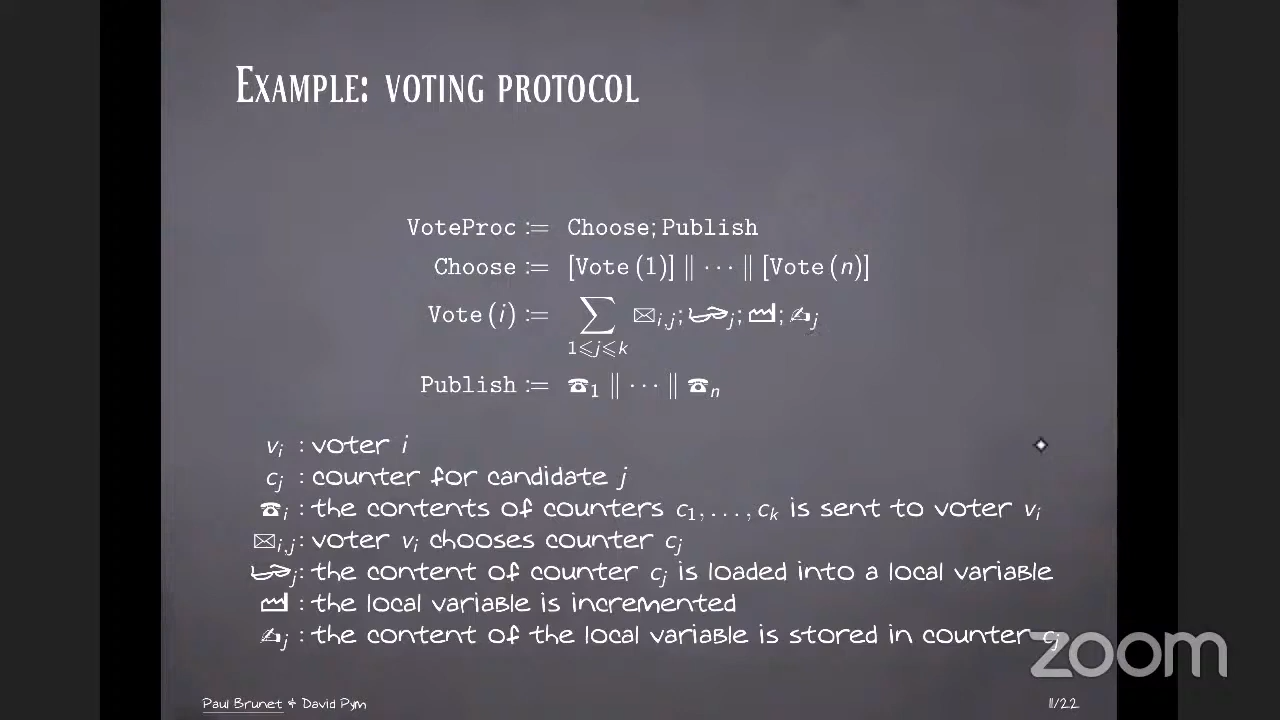 EXAMPLE: VOTING PROTOCOL
VoteProc := Choose; Publish
Choose := [Vote (1)] ∥ ··· ∥ [Vote (n)]
Vote (i) := ∑ 1⩽j⩽k ✉i,j; 👓j; 🏭; ✍j
Publish := ☎1 ∥ ··· ∥ ☎n
vi : voter i
cj : counter for candidate j
☎i : the contents of counters c1, ..., ck is sent to voter vi
✉i,j : voter vi chooses counter cj
👓j : the content of counter cj is loaded into a local variable
🏭 : the local variable is incremented
✍j : the content of the local variable is stored in counter cj
zoom
Paul Brunet & David Pym 11/22